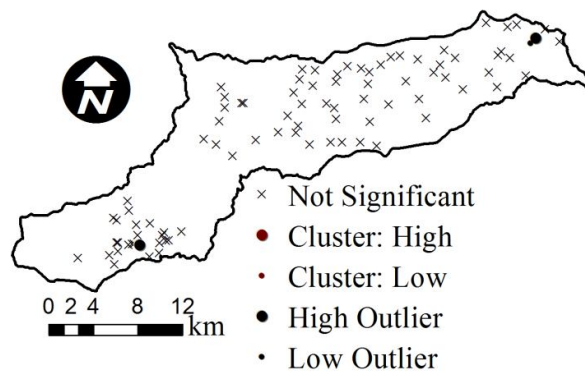 N
Not Significant
Cluster: High
Cluster: Low
High Outlier
Low Outlier
0 2 4 8 12
km